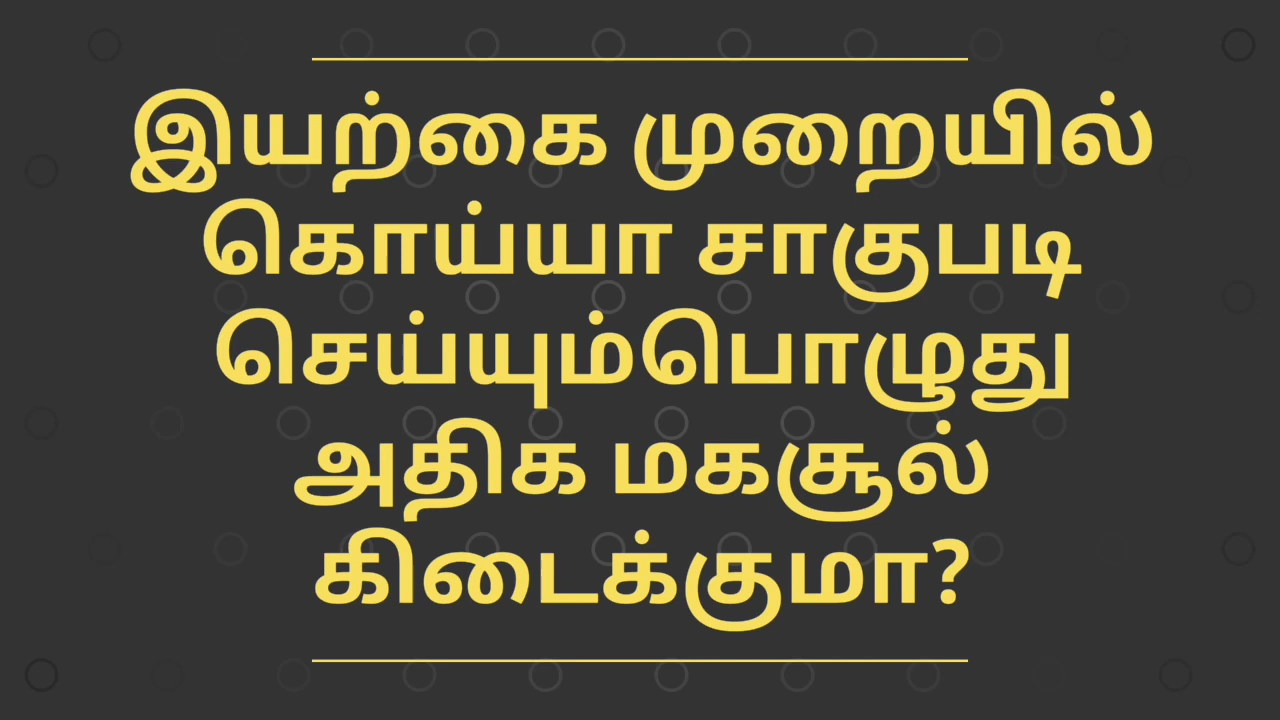 இயற்கை முறையில்
கொய்யா சாகுபடி
செய்யும்பொழுது
அதிக மகசூல்
கிடைக்குமா?